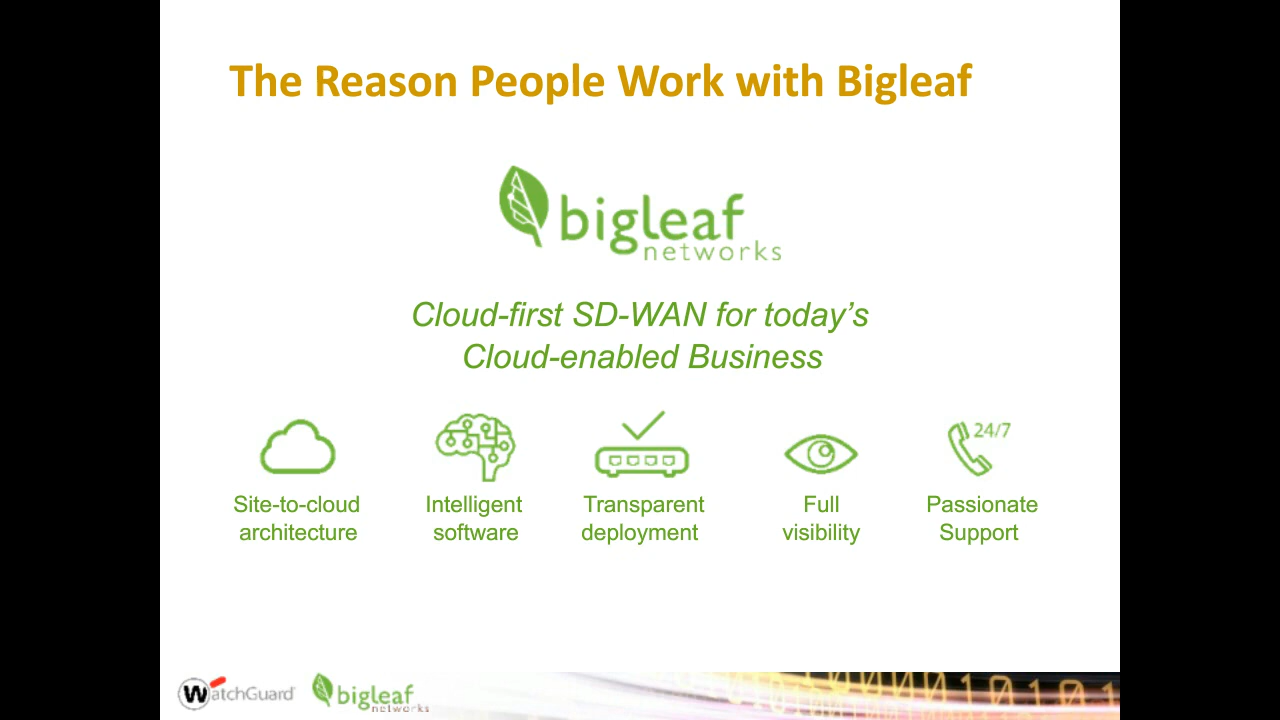 The Reason People Work with Bigleaf
bigleaf
networks
Cloud-first SD-WAN for today’s
Cloud-enabled Business
24/7
Site-to-cloud
architecture
Intelligent
software
Transparent
deployment
Full
visibility
Passionate
Support
WatchGuard
bigleaf
networks